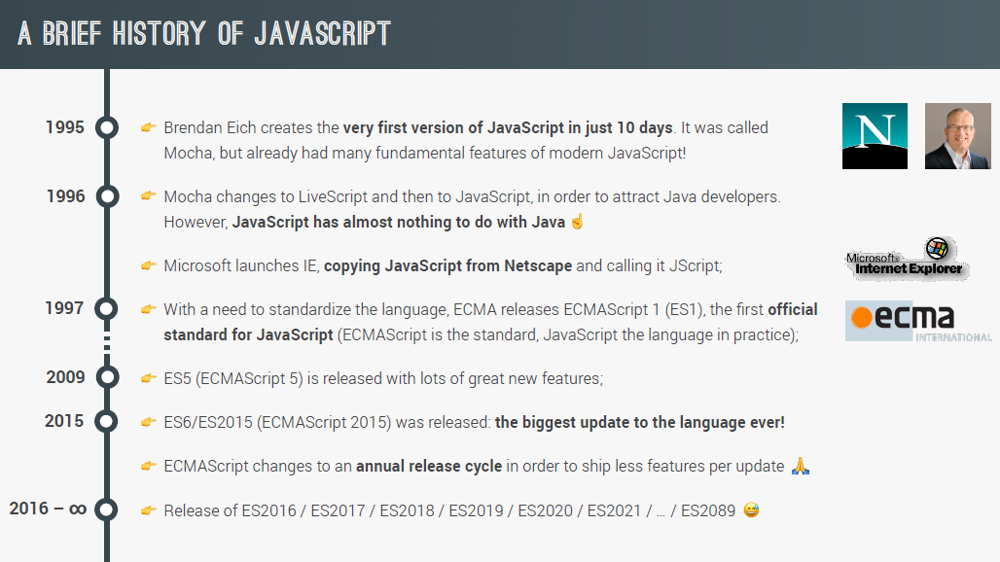 A BRIEF HISTORY OF JAVASCRIPT
1995
👉 Brendan Eich creates the very first version of JavaScript in just 10 days. It was called
Mocha, but already had many fundamental features of modern JavaScript!
N
1996
👉 Mocha changes to LiveScript and then to JavaScript, in order to attract Java developers.
However, JavaScript has almost nothing to do with Java ☝️
👉 Microsoft launches IE, copying JavaScript from Netscape and calling it JScript;
Microsoft®
Internet Explorer
1997
👉 With a need to standardize the language, ECMA releases ECMAScript 1 (ES1), the first official
standard for JavaScript (ECMAScript is the standard, JavaScript the language in practice);
ecma
INTERNATIONAL
2009
👉 ES5 (ECMAScript 5) is released with lots of great new features;
2015
👉 ES6/ES2015 (ECMAScript 2015) was released: the biggest update to the language ever!
👉 ECMAScript changes to an annual release cycle in order to ship less features per update 🙏
2016 – ∞
👉 Release of ES2016 / ES2017 / ES2018 / ES2019 / ES2020 / ES2021 / … / ES2089 😅